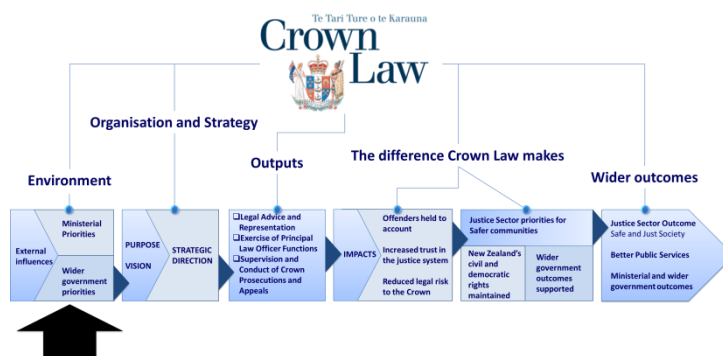 Te Tari Ture o te Karauna
Crown
Law
Organisation and Strategy
Outputs
The difference Crown Law makes
Environment
Wider outcomes
External
influences
Ministerial
Priorities
Wider
government
priorities
PURPOSE
VISION
STRATEGIC
DIRECTION
❑Legal Advice and
Representation
❑Exercise of Principal
Law Officer Functions
❑Supervision and
Conduct of Crown
Prosecutions and
Appeals
IMPACTS
Offenders held to
account
Increased trust in
the justice system
Reduced legal risk
to the Crown
Justice Sector priorities for
Safer communities
New Zealand's
civil and
democratic
rights
maintained
Wider
government
outcomes
supported
Justice Sector Outcome
Safe and Just Society
Better Public Services
Ministerial and wider
government outcomes